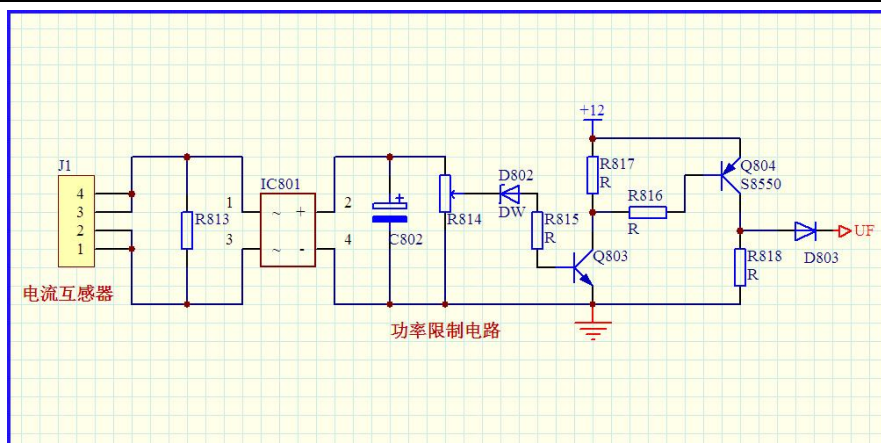 +12
J1
4
3
2
1
电流互感器
R813
IC801
1
2
3
4
~
+
~
-
+
C802
R814
D802
DW
R815
R
R817
R
R816
R
Q803
Q804
S8550
R818
R
D803
UF
功率限制电路